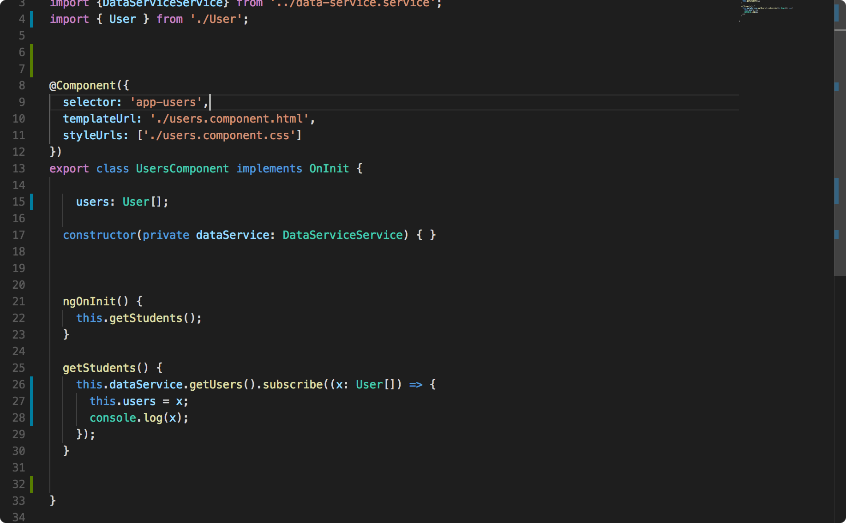 3 import {DataServiceService} from '../data-service.service';
4 import { User } from './User';
5
6
7
8 @Component({
9 selector: 'app-users',
10 templateUrl: './users.component.html',
11 styleUrls: ['./users.component.css']
12 })
13 export class UsersComponent implements OnInit {
14
15 users: User[];
16
17 constructor(private dataService: DataServiceService) { }
18
19
20
21 ngOnInit() {
22 this.getStudents();
23 }
24
25 getStudents() {
26 this.dataService.getUsers().subscribe((x: User[]) => {
27 this.users = x;
28 console.log(x);
29 });
30 }
31
32
33 }
34